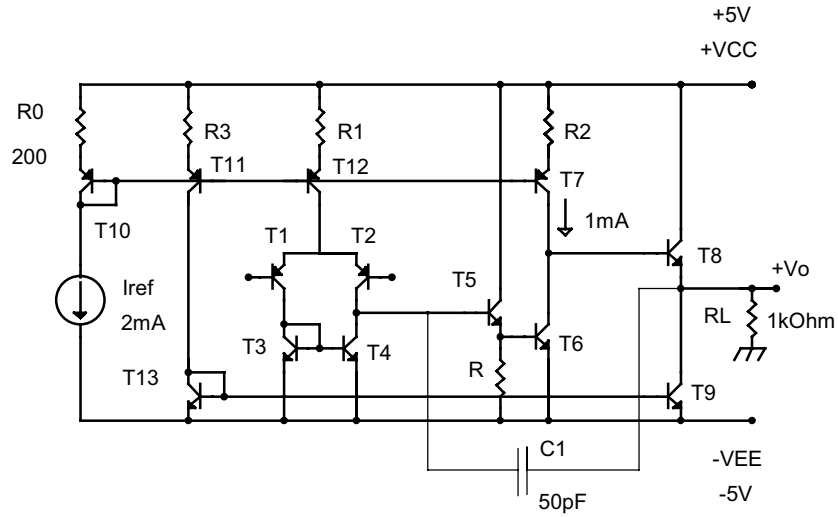 +5V
+VCC
R0
R3
R1
R2
200
T11
T12
T7
T10
1mA
T1
T2
T8
T5
+Vo
Iref
2mA
RL
1kOhm
T3
T4
R
T6
T13
T9
C1
-VEE
50pF
-5V